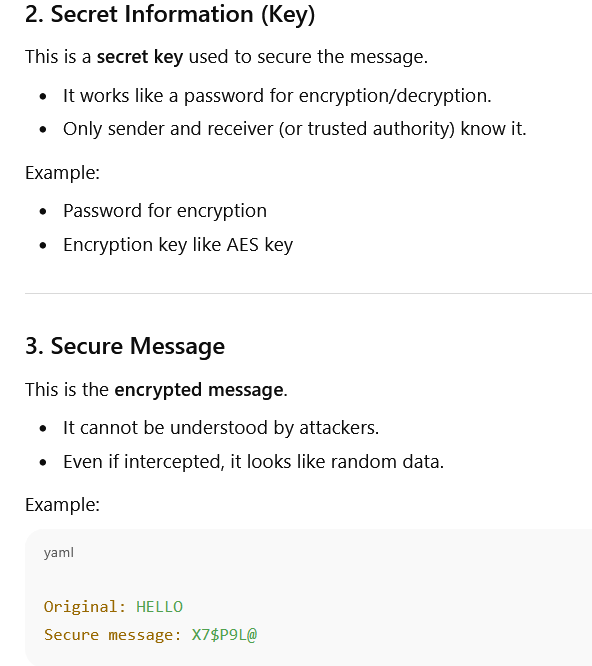 2. Secret Information (Key)
This is a secret key used to secure the message.
• It works like a password for encryption/decryption.
• Only sender and receiver (or trusted authority) know it.
Example:
• Password for encryption
• Encryption key like AES key
3. Secure Message
This is the encrypted message.
• It cannot be understood by attackers.
• Even if intercepted, it looks like random data.
Example:
yaml
Original: HELLO
Secure message: X7$P9L@